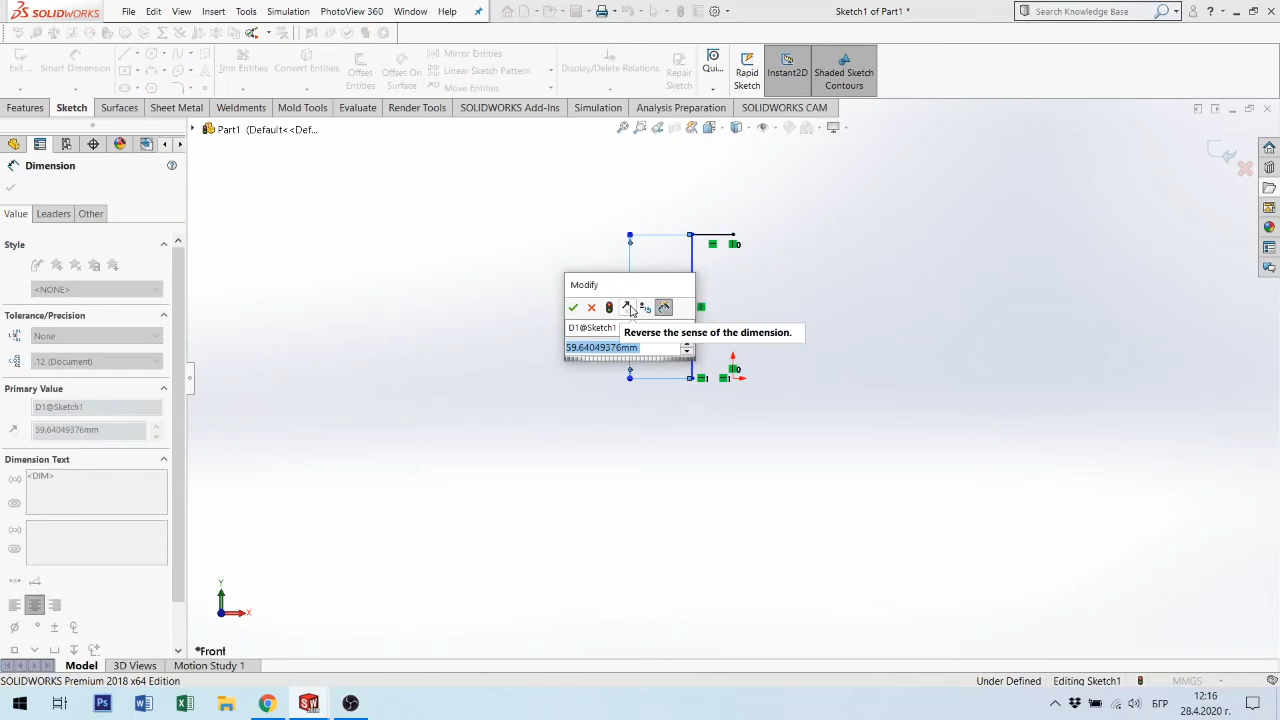 SOLIDWORKS File Edit View Insert Tools Simulation PhotoView 360 Window Help Sketch1 of Part1 * Search Knowledge Base
Exit ... Smart Dimension Trim Entities Convert Entities Offset Entities Offset On Surface Mirror Entities Linear Sketch Pattern Move Entities Display/Delete Relations Repair Sketch Qui... Rapid Sketch Instant2D Shaded Sketch Contours
Features Sketch Surfaces Sheet Metal Weldments Mold Tools Evaluate Render Tools SOLIDWORKS Add-Ins Simulation Analysis Preparation SOLIDWORKS CAM
Part1 (Default<<Def...
Dimension
Value Leaders Other
Style
<NONE>
Tolerance/Precision
None
.12 (Document)
Primary Value
D1@Sketch1
59.64049376mm
Dimension Text
<DIM>
Modify
D1@Sketch1
Reverse the sense of the dimension.
59.64049376mm
Y
X
*Front
Model 3D Views Motion Study 1
SOLIDWORKS Premium 2018 x64 Edition Under Defined Editing Sketch1 MMGS
БГР 12:16
28.4.2020 г.